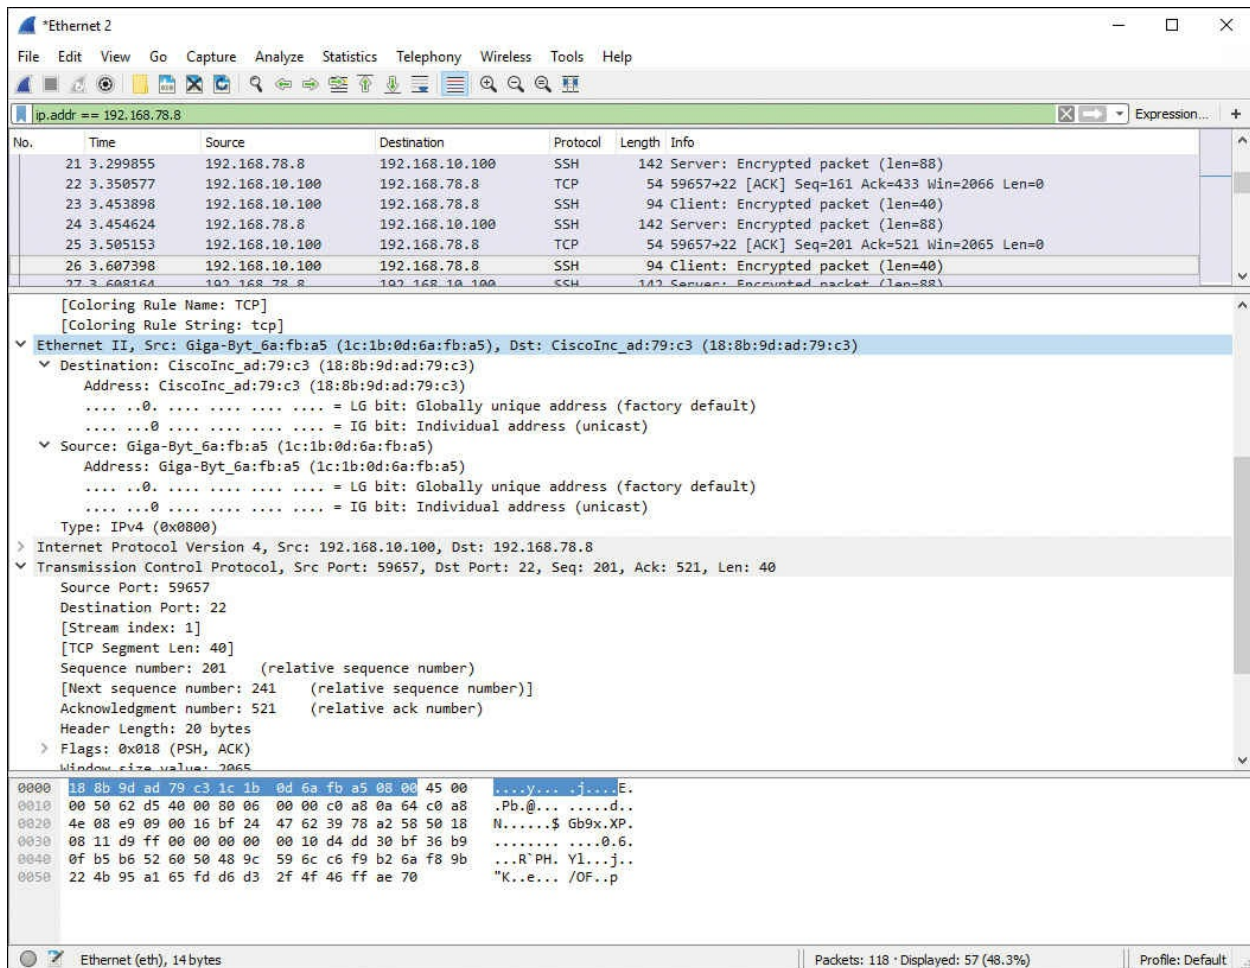 *Ethernet 2
File Edit View Go Capture Analyze Statistics Telephony Wireless Tools Help
ip.addr == 192.168.78.8 Expression... +
No. Time Source Destination Protocol Length Info
21 3.299855 192.168.78.8 192.168.10.100 SSH 142 Server: Encrypted packet (len=88)
22 3.350577 192.168.10.100 192.168.78.8 TCP 54 59657→22 [ACK] Seq=161 Ack=433 Win=2066 Len=0
23 3.453898 192.168.10.100 192.168.78.8 SSH 94 Client: Encrypted packet (len=40)
24 3.454624 192.168.78.8 192.168.10.100 SSH 142 Server: Encrypted packet (len=88)
25 3.505153 192.168.10.100 192.168.78.8 TCP 54 59657→22 [ACK] Seq=201 Ack=521 Win=2065 Len=0
26 3.607398 192.168.10.100 192.168.78.8 SSH 94 Client: Encrypted packet (len=40)
27 3.608164 192.168.78.8 192.168.10.100 SSH 142 Server: Encrypted packet (len=88)
[Coloring Rule Name: TCP]
[Coloring Rule String: tcp]
Ethernet II, Src: Giga-Byt_6a:fb:a5 (1c:1b:0d:6a:fb:a5), Dst: CiscoInc_ad:79:c3 (18:8b:9d:ad:79:c3)
Destination: CiscoInc_ad:79:c3 (18:8b:9d:ad:79:c3)
Address: CiscoInc_ad:79:c3 (18:8b:9d:ad:79:c3)
.... ..0. .... .... .... .... = LG bit: Globally unique address (factory default)
.... ...0 .... .... .... .... = IG bit: Individual address (unicast)
Source: Giga-Byt_6a:fb:a5 (1c:1b:0d:6a:fb:a5)
Address: Giga-Byt_6a:fb:a5 (1c:1b:0d:6a:fb:a5)
.... ..0. .... .... .... .... = LG bit: Globally unique address (factory default)
.... ...0 .... .... .... .... = IG bit: Individual address (unicast)
Type: IPv4 (0x0800)
Internet Protocol Version 4, Src: 192.168.10.100, Dst: 192.168.78.8
Transmission Control Protocol, Src Port: 59657, Dst Port: 22, Seq: 201, Ack: 521, Len: 40
Source Port: 59657
Destination Port: 22
[Stream index: 1]
[TCP Segment Len: 40]
Sequence number: 201 (relative sequence number)
[Next sequence number: 241 (relative sequence number)]
Acknowledgment number: 521 (relative ack number)
Header Length: 20 bytes
Flags: 0x018 (PSH, ACK)
Window size value: 2065
0000 18 8b 9d ad 79 c3 1c 1b 0d 6a fb a5 08 00 45 00 ....y... .j....E.
0010 00 50 62 d5 40 00 80 06 00 00 c0 a8 0a 64 c0 a8 .Pb.@... .....d..
0020 4e 08 e9 09 00 16 bf 24 47 62 39 78 a2 58 50 18 N......$ Gb9x.XP.
0030 08 11 d9 ff 00 00 00 00 00 10 d4 dd 30 bf 36 b9 ........ ....0.6.
0040 0f b5 b6 52 60 50 48 9c 59 6c c6 f9 b2 6a f8 9b ...R`PH. Yl...j..
0050 22 4b 95 a1 65 fd d6 d3 2f 4f 46 ff ae 70 "K..e... /OF..p
Ethernet (eth), 14 bytes Packets: 118 · Displayed: 57 (48.3%) Profile: Default